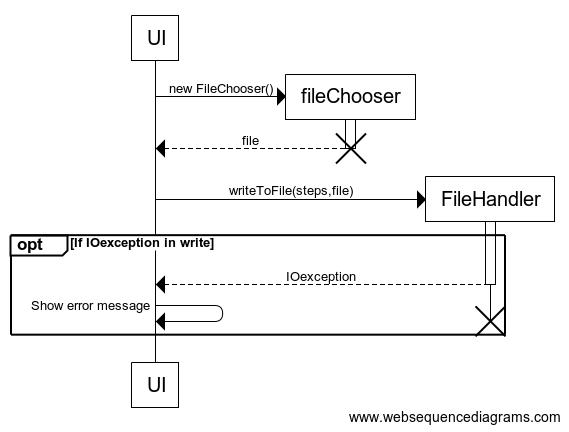 UI
new FileChooser()
fileChooser
file
writeToFile(steps,file)
FileHandler
opt [If IOexception in write]
IOexception
Show error message
UI
www.websequencediagrams.com